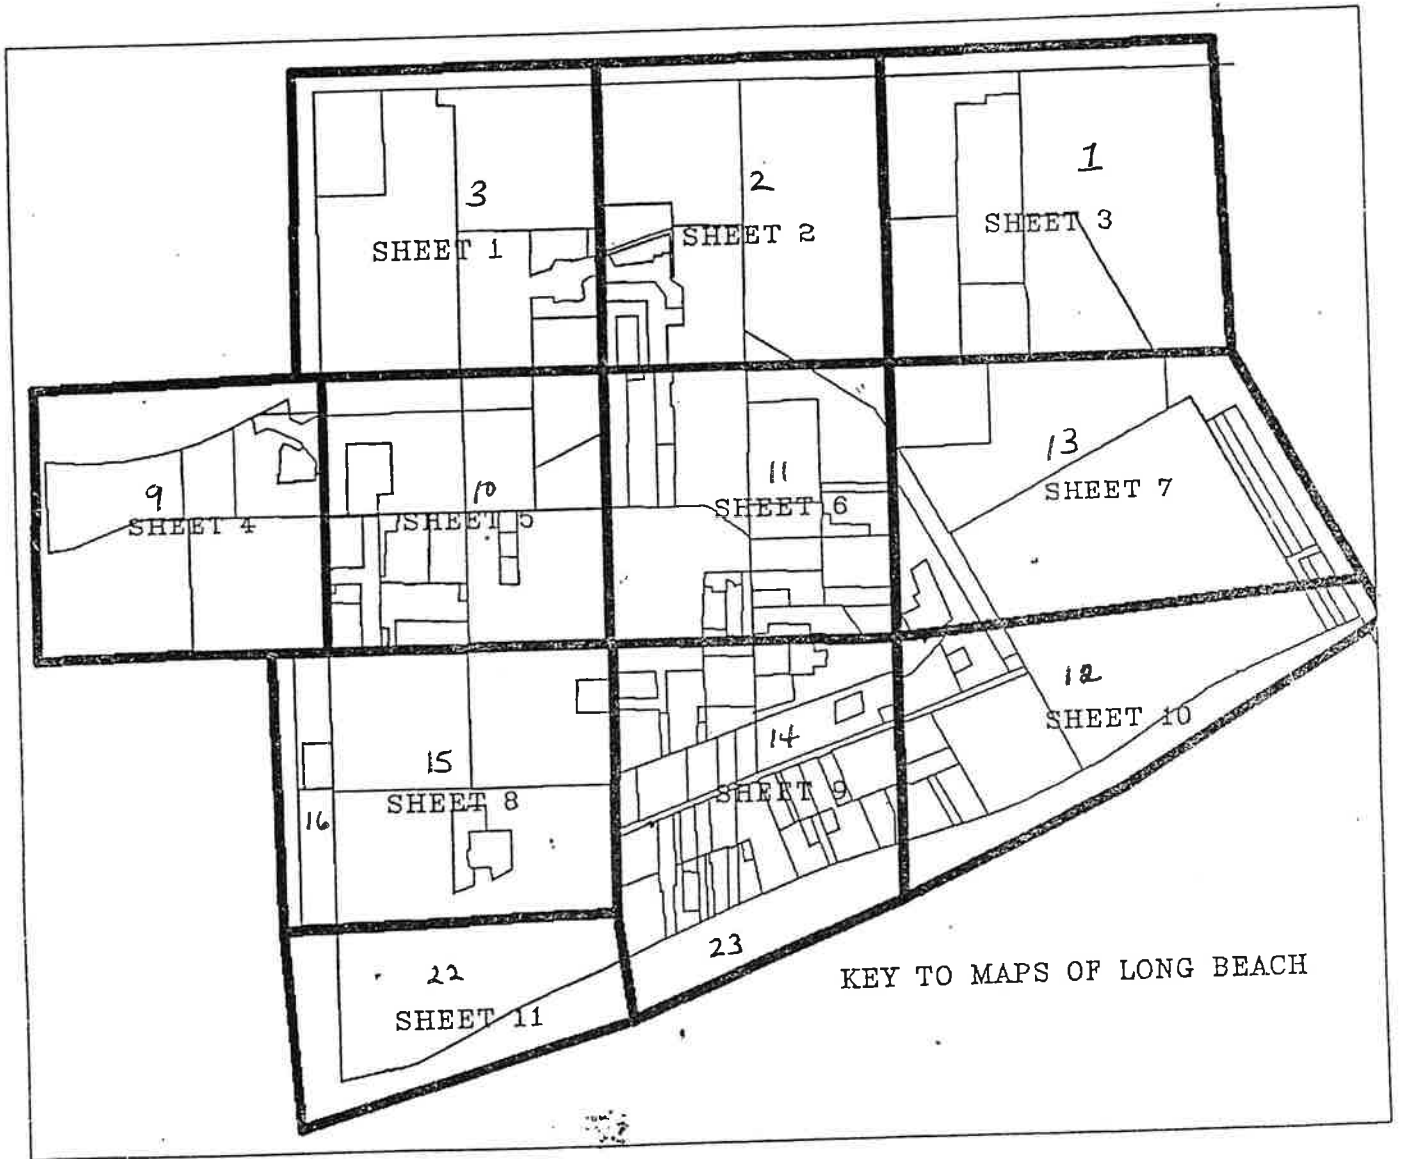 3
SHEET 1
2
SHEET 2
1
SHEET 3
9
SHEET 4
10
SHEET 5
11
SHEET 6
13
SHEET 7
15
SHEET 8
16
14
SHEET 9
12
SHEET 10
22
SHEET 11
23
KEY TO MAPS OF LONG BEACH